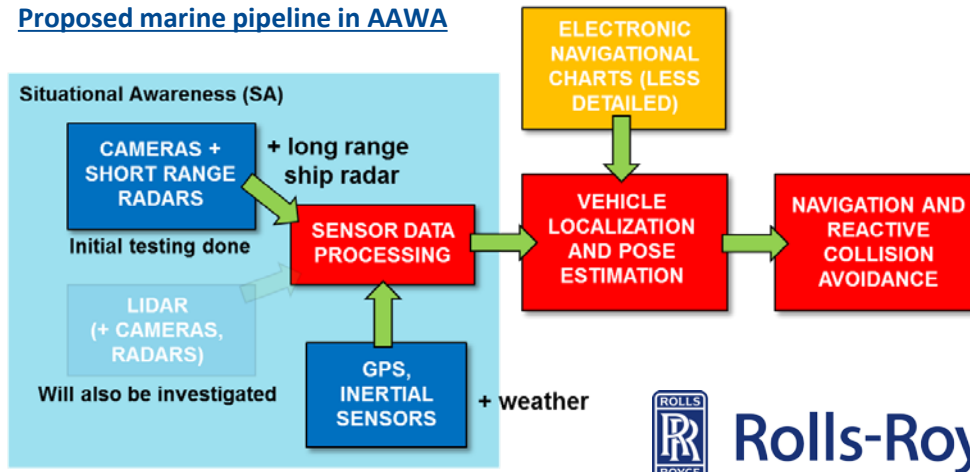 Proposed marine pipeline in AAWA
ELECTRONIC
NAVIGATIONAL
CHARTS (LESS
DETAILED)
Situational Awareness (SA)
CAMERAS +
SHORT RANGE
RADARS
+ long range
ship radar
Initial testing done
SENSOR DATA
PROCESSING
VEHICLE
LOCALIZATION
AND POSE
ESTIMATION
NAVIGATION AND
REACTIVE
COLLISION
AVOIDANCE
LIDAR
(+ CAMERAS,
RADARS)
Will also be investigated
GPS,
INERTIAL
SENSORS
+ weather
ROLLS
RR
ROYCE
Rolls-Roy